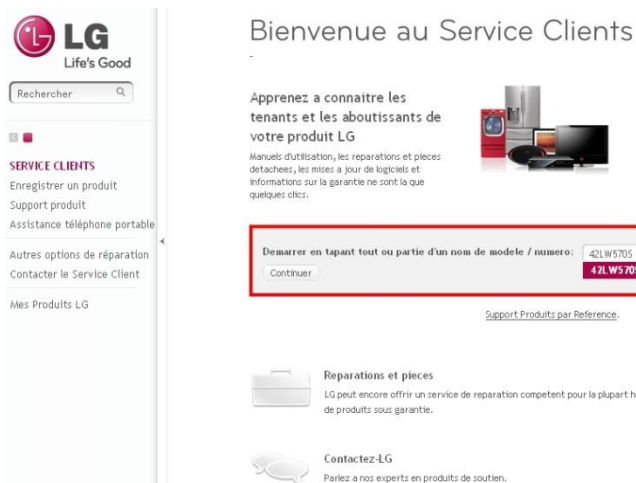 LG
Life's Good
Rechercher
SERVICE CLIENTS
Enregistrer un produit
Support produit
Assistance téléphone portable
Autres options de réparation
Contacter le Service Client
Mes Produits LG
Bienvenue au Service Clients
-
Apprenez a connaitre les
tenants et les aboutissants de
votre produit LG
Manuels d'utilisation, les reparations et pieces
detachees, les mises a jour de logiciels et
informations sur la garantie ne sont la que
quelques clics.
Demarrer en tapant tout ou partie d'un nom de modele / numero: 42LW570S
42LW570S
Continuer
Support Produits par Reference.
Reparations et pieces
LG peut encore offrir un service de reparation competent pour la plupart h
de produits sous garantie.
Contactez-LG
Parlez a nos experts en produits de soutien.